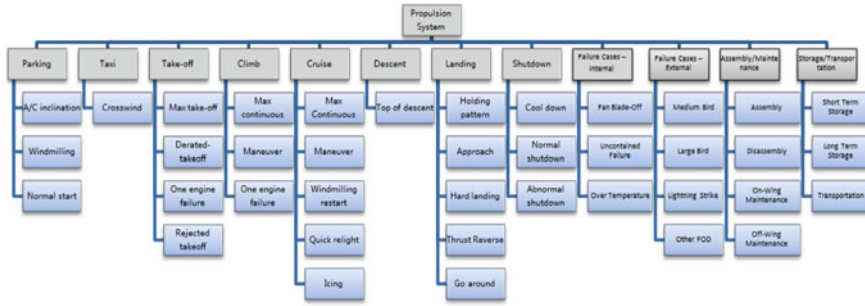 Propulsion
System
Parking
Taxi
Take-off
Climb
Cruise
Descent
Landing
Shutdown
Failure Cases –
Internal
Failure Cases –
External
Assembly/Mainte
nance
Storage/Transpor
tation
A/C inclination
Windmilling
Normal start
Crosswind
Max take-off
Derated-
takeoff
One engine
failure
Rejected
takeoff
Max
continuous
Maneuver
One engine
failure
Max
Continuous
Maneuver
Windmilling
restart
Quick relight
Icing
Top of descent
Holding
pattern
Approach
Hard landing
Thrust Reverse
Go around
Cool down
Normal
shutdown
Abnormal
shutdown
Fan Blade-Off
Uncontained
Failure
Over Temperature
Medium Bird
Large Bird
Lightning Strike
Other FOD
Assembly
Disassembly
On-Wing
Maintenance
Off-Wing
Maintenance
Short Term
Storage
Long Term
Storage
Transportation